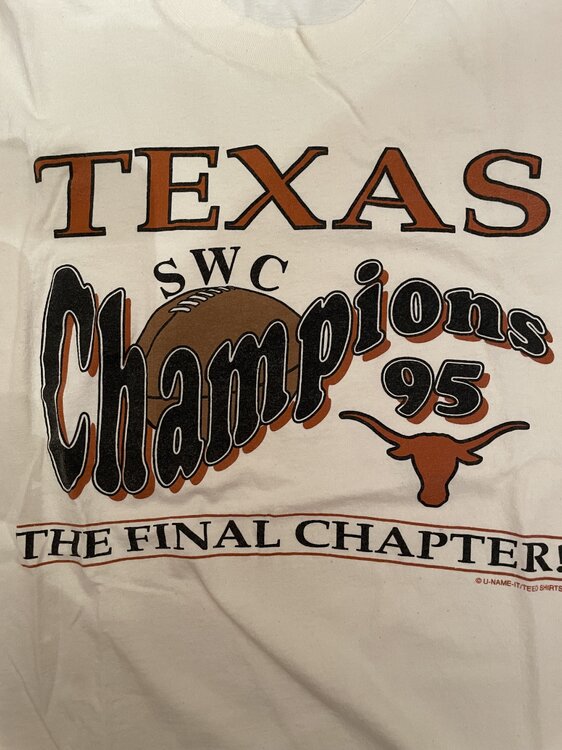 TEXAS
SWC
Champions
95
THE FINAL CHAPTER!
© U-NAME-IT/TEED SHIRTS